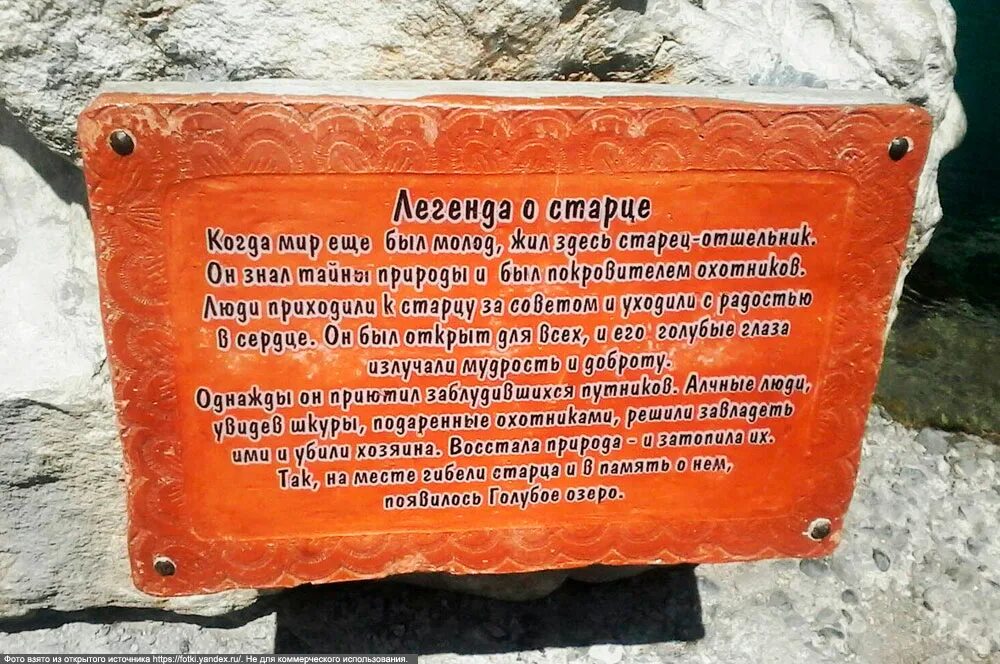 Легенда о старце
Когда мир еще был молод, жил здесь старец-отшельник.
Он знал тайны природы и был покровителем охотников.
Люди приходили к старцу за советом и уходили с радостью
в сердце. Он был открыт для всех, и его голубые глаза
излучали мудрость и доброту.
Однажды он приютил заблудившихся путников. Алчные люди,
увидев шкуры, подаренные охотниками, решили завладеть
ими и убили хозяина. Восстала природа - и затопила их.
Так, на месте гибели старца и в память о нем,
появилось Голубое озеро.
Фото взято из открытого источника https://fotki.yandex.ru/. Не для коммерческого использования.